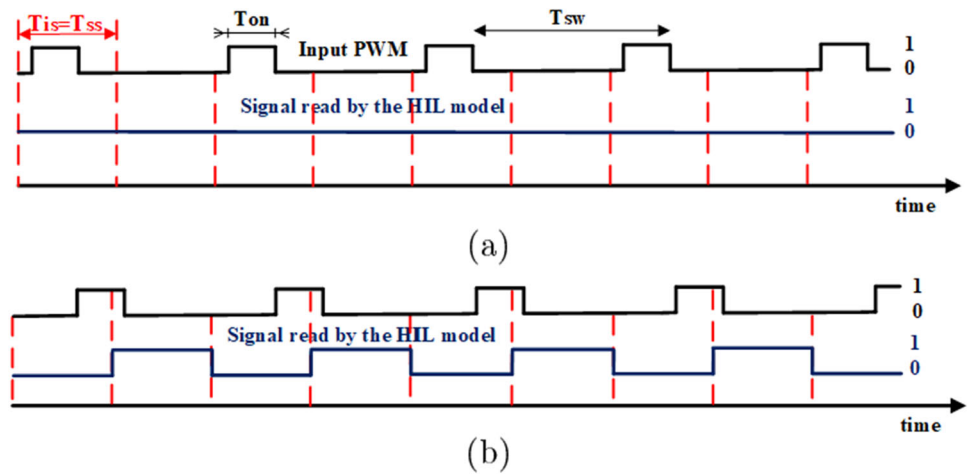 Tis=Tss Ton Tsw
Input PWM 1
0
Signal read by the HIL model 1
0
time
(a)
1
0
Signal read by the HIL model 1
0
time
(b)